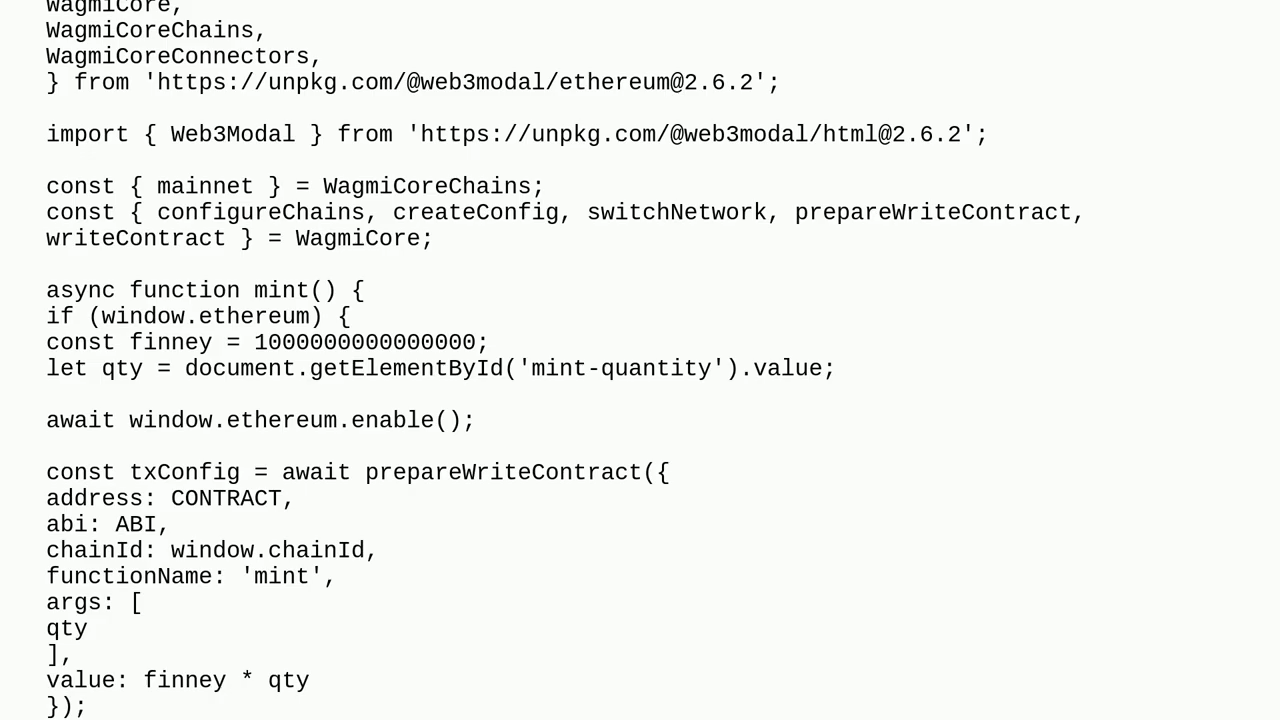 WagmiCore,
WagmiCoreChains,
WagmiCoreConnectors,
} from 'https://unpkg.com/@web3modal/ethereum@2.6.2';
import { Web3Modal } from 'https://unpkg.com/@web3modal/html@2.6.2';
const { mainnet } = WagmiCoreChains;
const { configureChains, createConfig, switchNetwork, prepareWriteContract,
writeContract } = WagmiCore;
async function mint() {
if (window.ethereum) {
const finney = 1000000000000000;
let qty = document.getElementById('mint-quantity').value;
await window.ethereum.enable();
const txConfig = await prepareWriteContract({
address: CONTRACT,
abi: ABI,
chainId: window.chainId,
functionName: 'mint',
args: [
qty
],
value: finney * qty
});